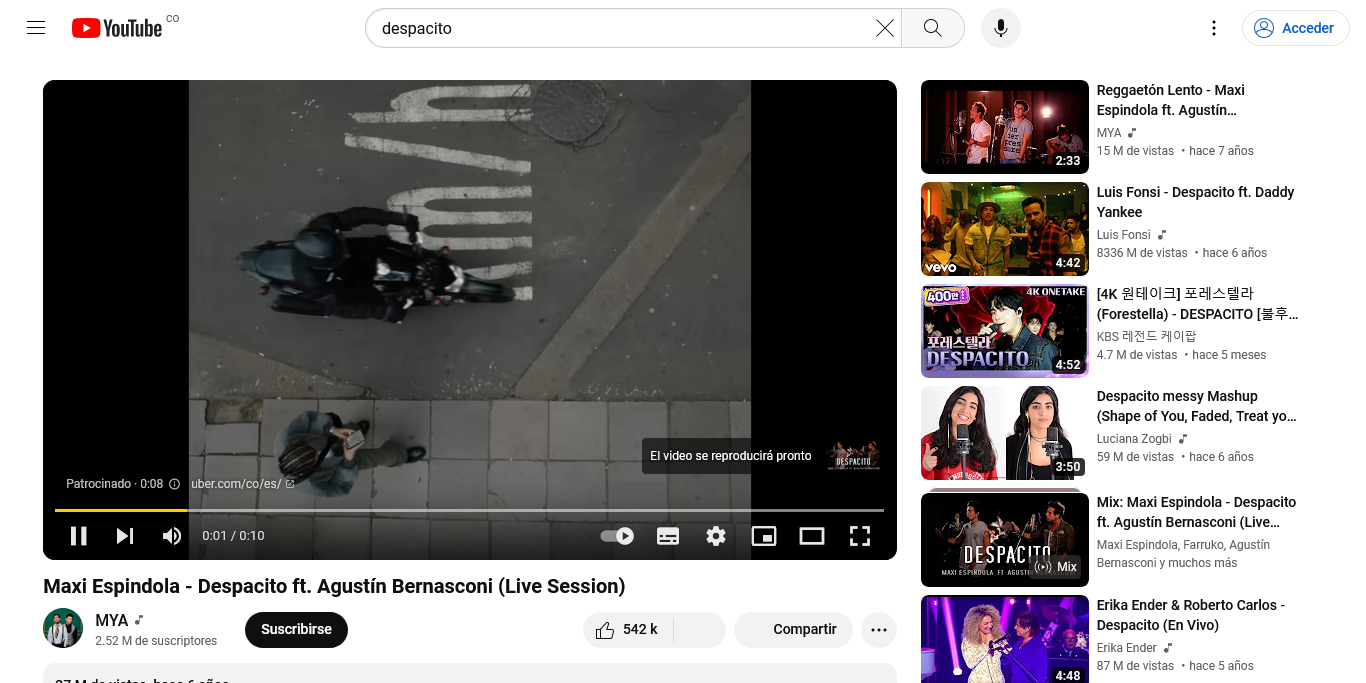 YouTube CO
despacito
Acceder
El video se reproducirá pronto
DESPACITO
Patrocinado · 0:08
uber.com/co/es/
0:01 / 0:10
Maxi Espindola - Despacito ft. Agustín Bernasconi (Live Session)
MYA
2.52 M de suscriptores
Suscribirse
542 k
Compartir
2:33
Reggaetón Lento - Maxi
Espindola ft. Agustín…
MYA
15 M de vistas • hace 7 años
vevo
4:42
Luis Fonsi - Despacito ft. Daddy
Yankee
Luis Fonsi
8336 M de vistas • hace 6 años
4K ONETAKE
포레스텔라
DESPACITO
4:52
[4K 원테이크] 포레스텔라
(Forestella) - DESPACITO [불후…
KBS 레전드 케이팝
4.7 M de vistas • hace 5 meses
3:50
Despacito messy Mashup
(Shape of You, Faded, Treat yo…
Luciana Zogbi
59 M de vistas • hace 6 años
DESPACITO
Mix
Mix: Maxi Espindola - Despacito
ft. Agustín Bernasconi (Live…
Maxi Espindola, Farruko, Agustín
Bernasconi y muchos más
4:48
Erika Ender & Roberto Carlos -
Despacito (En Vivo)
Erika Ender
87 M de vistas • hace 5 años